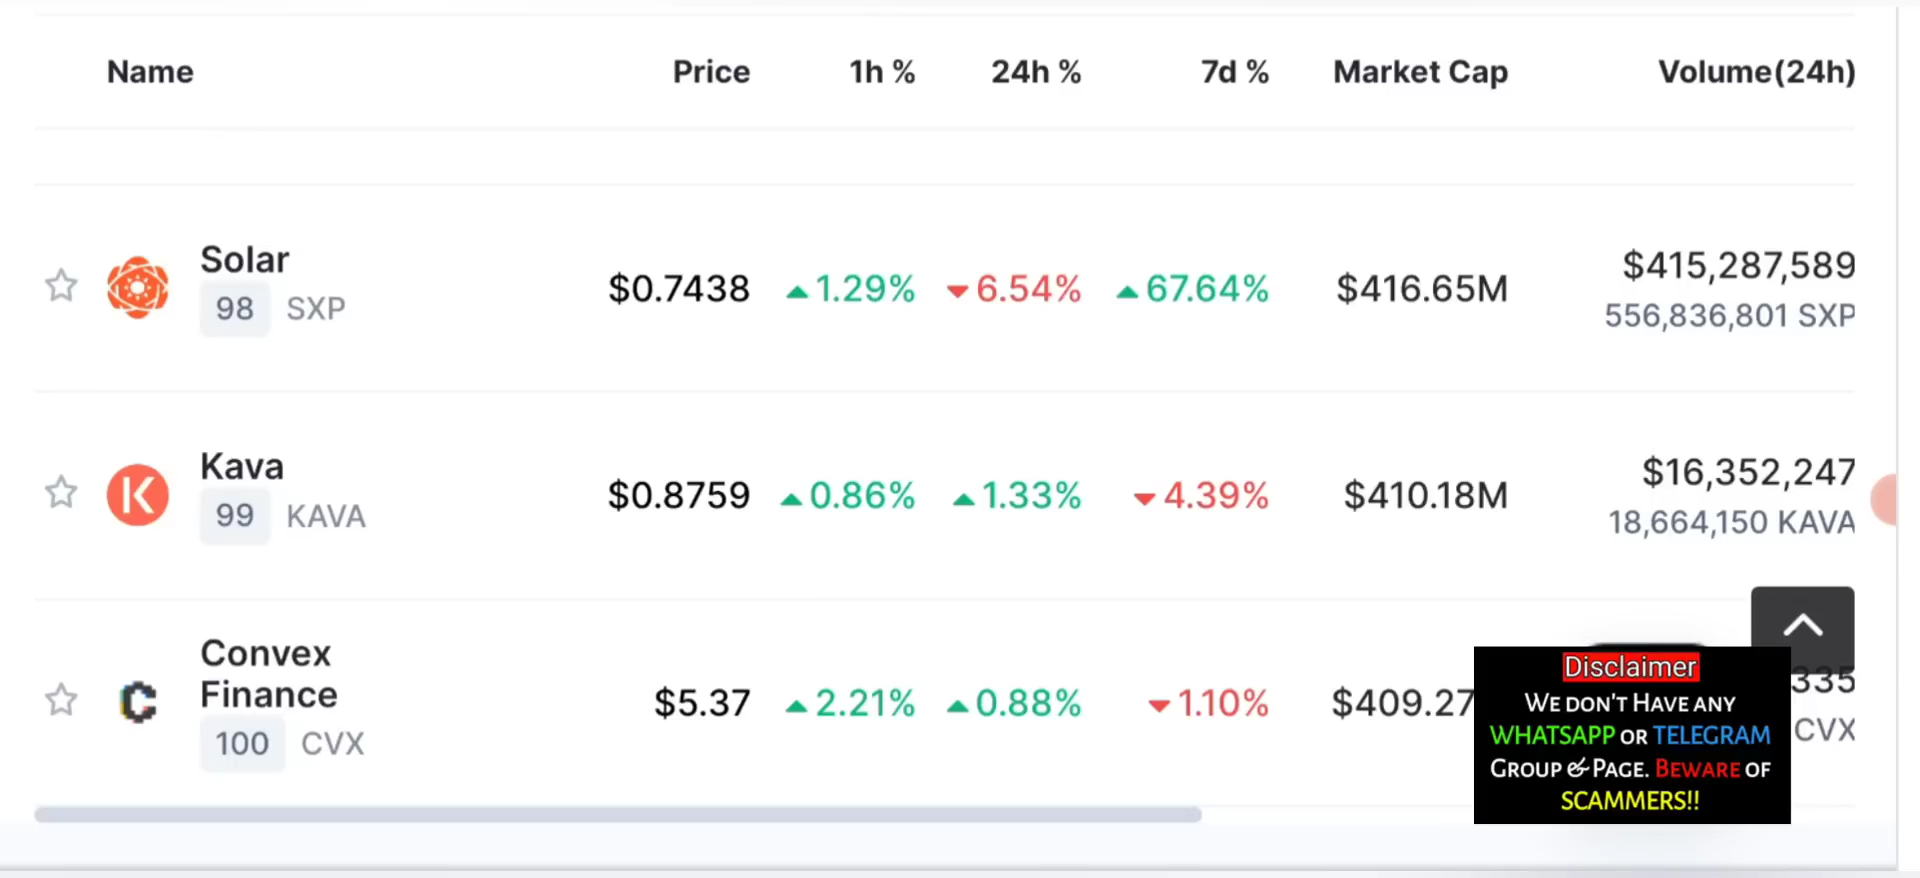 Name Price 1h % 24h % 7d % Market Cap Volume(24h)
Solar
98 SXP
$0.7438 ▲1.29% ▼6.54% ▲67.64% $416.65M
$415,287,589
556,836,801 SXP
Kava
99 KAVA
$0.8759 ▲0.86% ▲1.33% ▼4.39% $410.18M
$16,352,247
18,664,150 KAVA
Convex
Finance
100 CVX
$5.37 ▲2.21% ▲0.88% ▼1.10% $409.27
335
CVX
Disclaimer
We don't Have any
WHATSAPP or TELEGRAM
Group & Page. Beware of
SCAMMERS!!